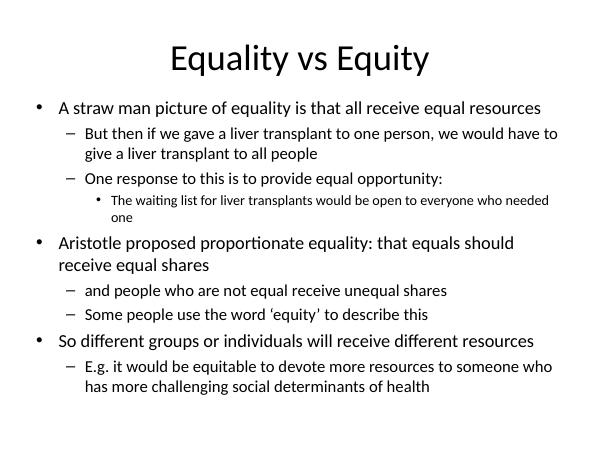 Equality vs Equity
• A straw man picture of equality is that all receive equal resources
– But then if we gave a liver transplant to one person, we would have to
give a liver transplant to all people
– One response to this is to provide equal opportunity:
• The waiting list for liver transplants would be open to everyone who needed
one
• Aristotle proposed proportionate equality: that equals should
receive equal shares
– and people who are not equal receive unequal shares
– Some people use the word ‘equity’ to describe this
• So different groups or individuals will receive different resources
– E.g. it would be equitable to devote more resources to someone who
has more challenging social determinants of health